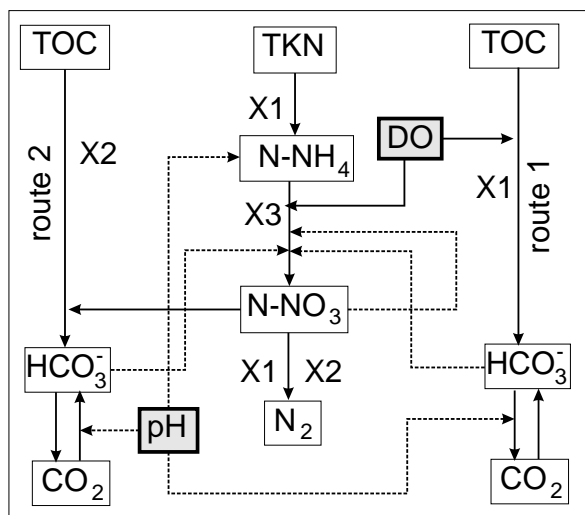 TOC
TKN
TOC
X1
DO
X2
N-NH4
route 2
X3
X1
route 1
N-NO3
HCO3-
X1
X2
HCO3-
pH
N2
CO2
CO2